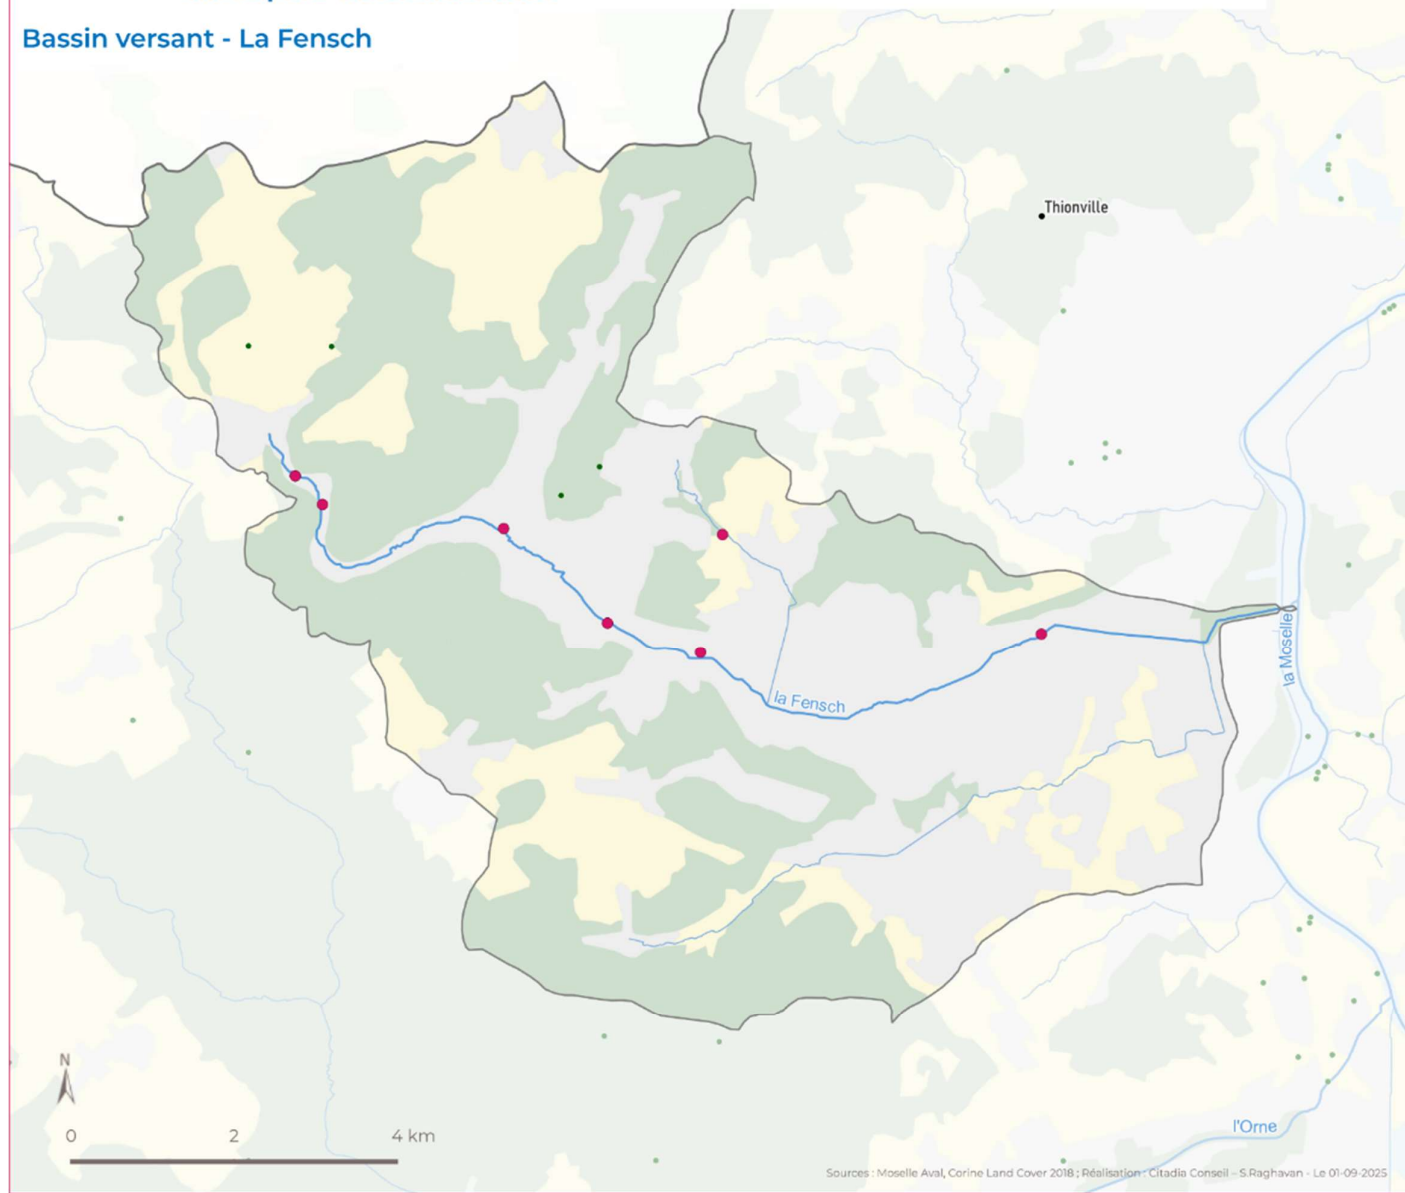 Bassin versant - La Fensch
Thionville
la Moselle
la Fensch
N
0 2 4 km
l'Orne
Sources : Moselle Aval, Corine Land Cover 2018 ; Réalisation : Citadia Conseil – S.Raghavan - Le 01-09-2025